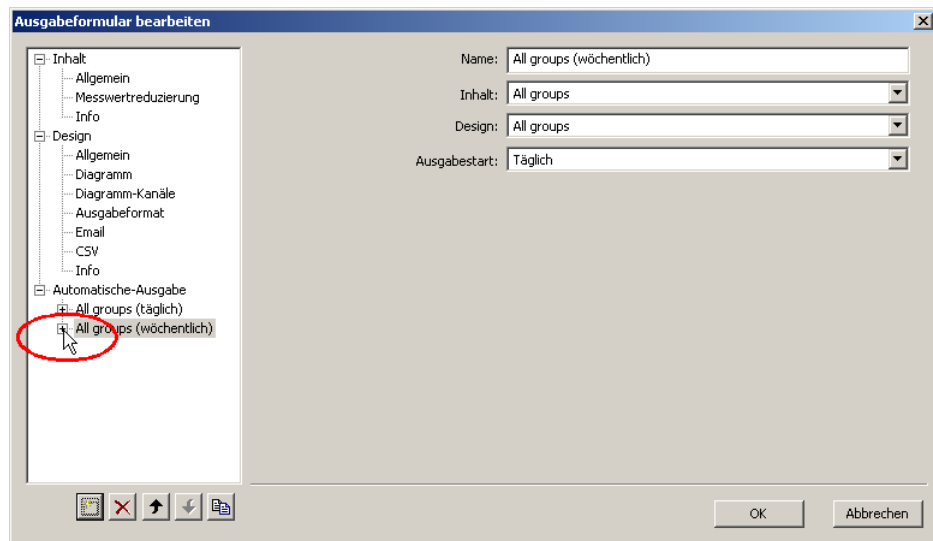 Ausgabeformular bearbeiten
Inhalt
Allgemein
Messwertreduzierung
Info
Design
Allgemein
Diagramm
Diagramm-Kanäle
Ausgabeformat
Email
CSV
Info
Automatische-Ausgabe
All groups (täglich)
All groups (wöchentlich)
Name: All groups (wöchentlich)
Inhalt: All groups
Design: All groups
Ausgabestart: Täglich
OK Abbrechen